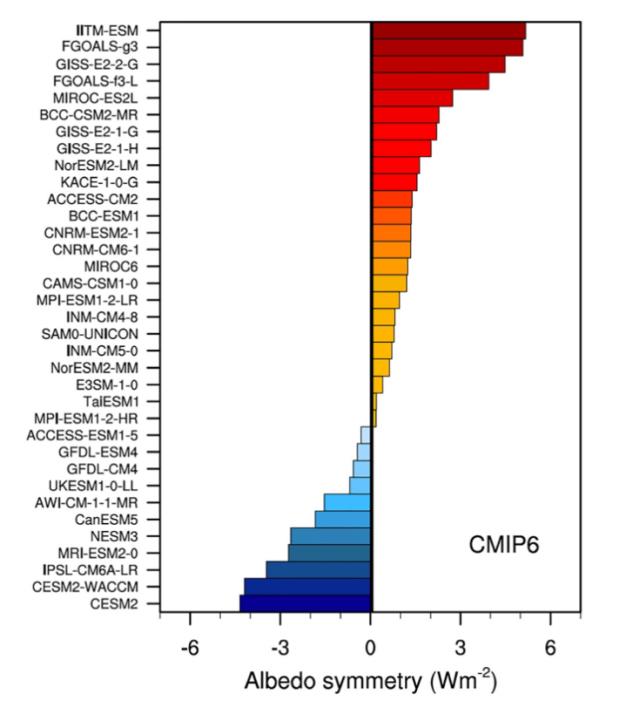 IITM-ESM
FGOALS-g3
GISS-E2-2-G
FGOALS-f3-L
MIROC-ES2L
BCC-CSM2-MR
GISS-E2-1-G
GISS-E2-1-H
NorESM2-LM
KACE-1-0-G
ACCESS-CM2
BCC-ESM1
CNRM-ESM2-1
CNRM-CM6-1
MIROC6
CAMS-CSM1-0
MPI-ESM1-2-LR
INM-CM4-8
SAM0-UNICON
INM-CM5-0
NorESM2-MM
E3SM-1-0
TaiESM1
MPI-ESM1-2-HR
ACCESS-ESM1-5
GFDL-ESM4
GFDL-CM4
UKESM1-0-LL
AWI-CM-1-1-MR
CanESM5
NESM3
MRI-ESM2-0
IPSL-CM6A-LR
CESM2-WACCM
CESM2
CMIP6
-6 -3 0 3 6
Albedo symmetry (Wm⁻²)